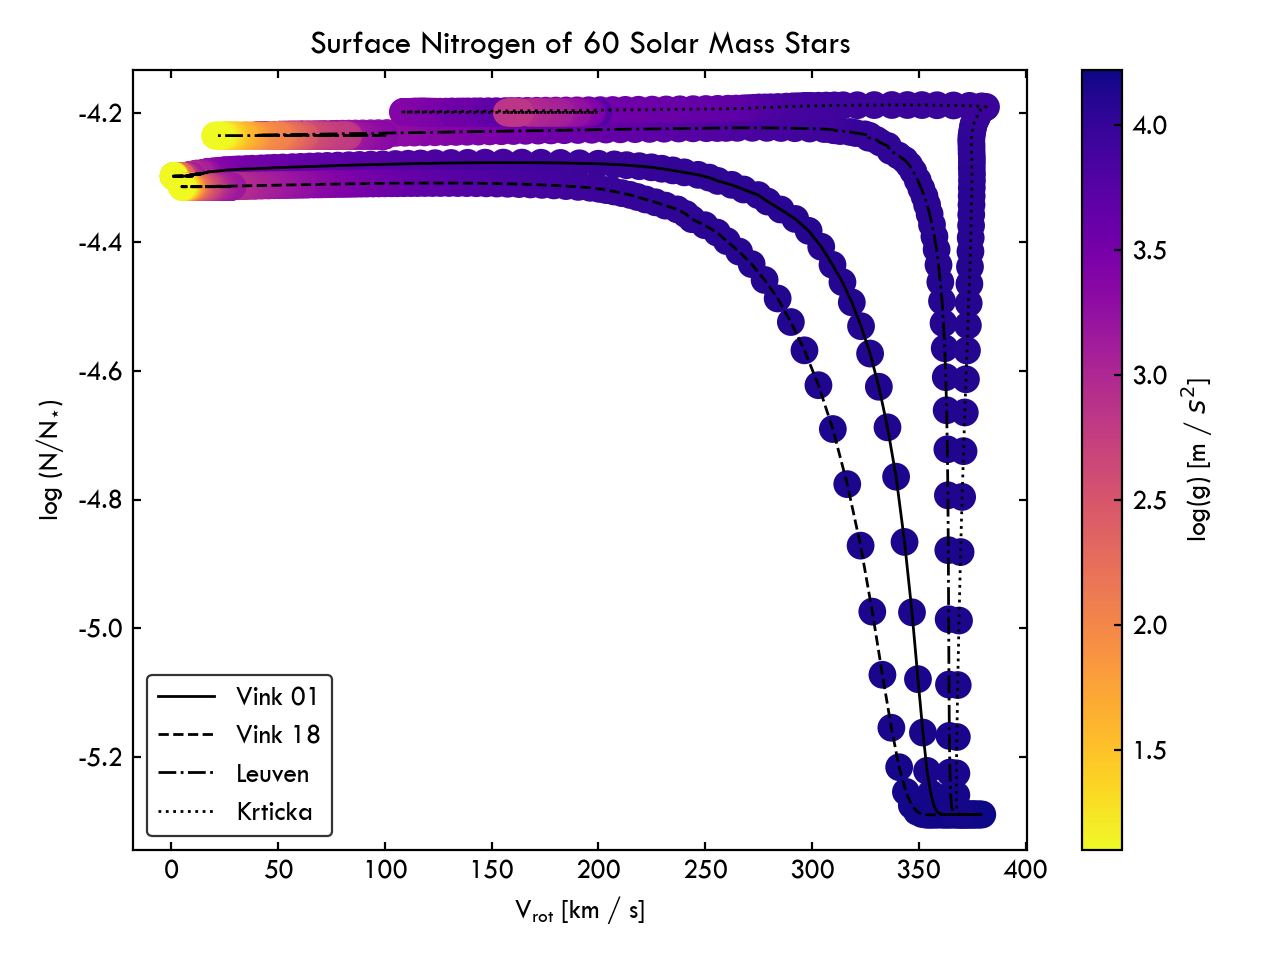 Surface Nitrogen of 60 Solar Mass Stars
-4.2
-4.4
-4.6
-4.8
-5.0
-5.2
log (N/N⋆)
Vink 01
Vink 18
Leuven
Krticka
0 50 100 150 200 250 300 350 400
V_rot [km / s]
4.0
3.5
3.0
2.5
2.0
1.5
log(g) [m / s²]